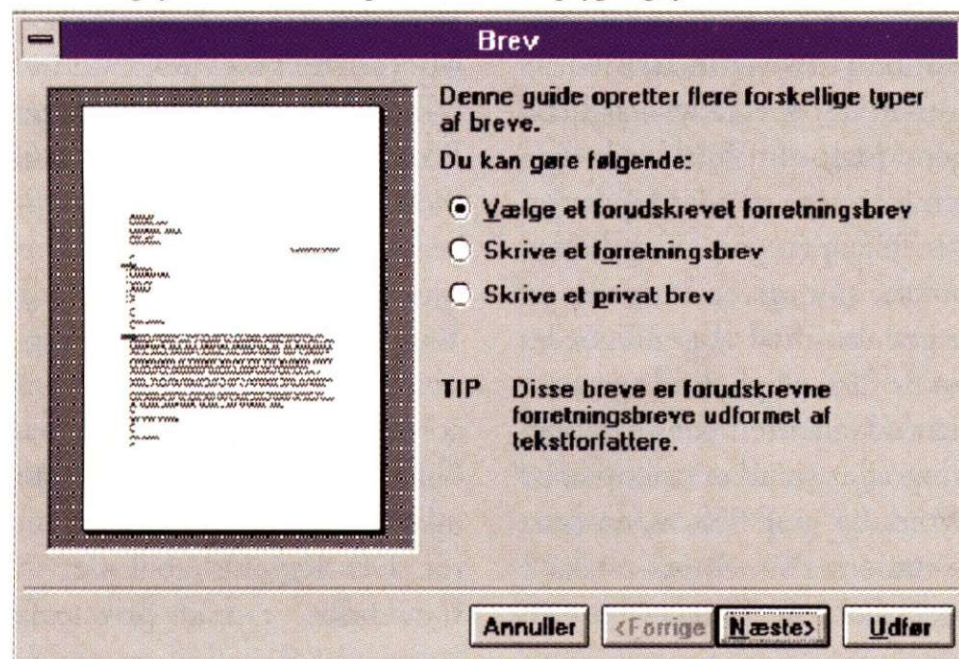 Brev
Denne guide opretter flere forskellige typer
af breve.
Du kan gøre følgende:
Vælge et forudskrevet forretningsbrev
Skrive et forretningsbrev
Skrive et privat brev
TIP Disse breve er forudskrevne
forretningsbreve udformet af
tekstforfattere.
Annuller <Forrige Næste> Udfør